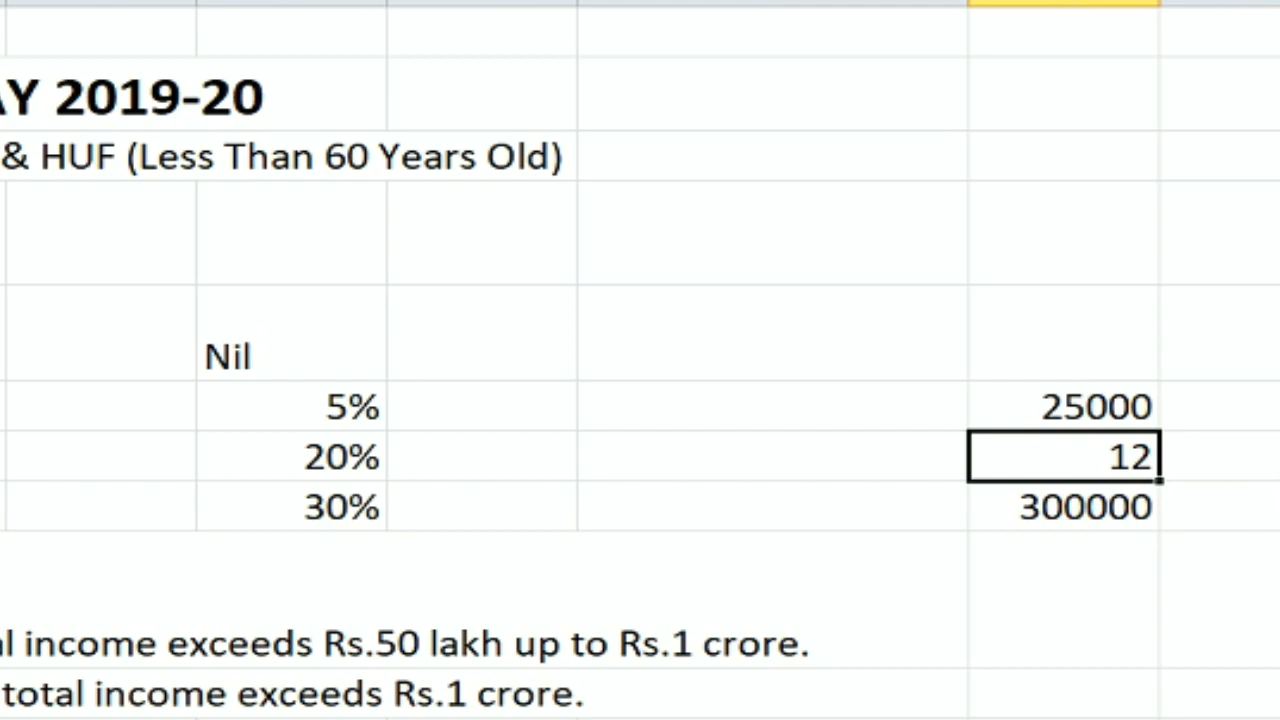 AY 2019-20
& HUF (Less Than 60 Years Old)
Nil
5% 25000
20% 12
30% 300000
income exceeds Rs.50 lakh up to Rs.1 crore.
total income exceeds Rs.1 crore.